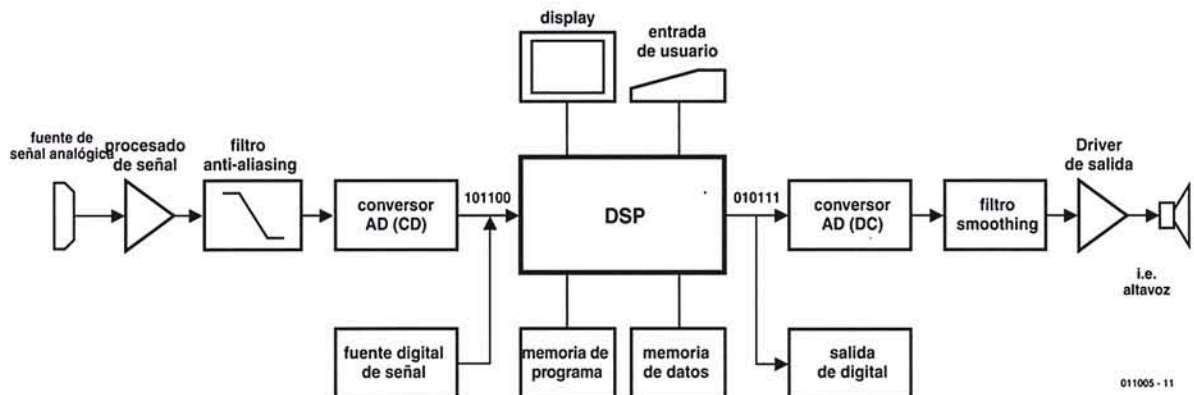 display
entrada
de usuario
fuente de
señal analógica
procesado
de señal
filtro
anti-aliasing
Driver
de salida
conversor
AD (CD)
101100
DSP
010111
conversor
AD (DC)
filtro
smoothing
i.e.
altavoz
fuente digital
de señal
memoria de
programa
memoria
de datos
salida
de digital
011005 - 11